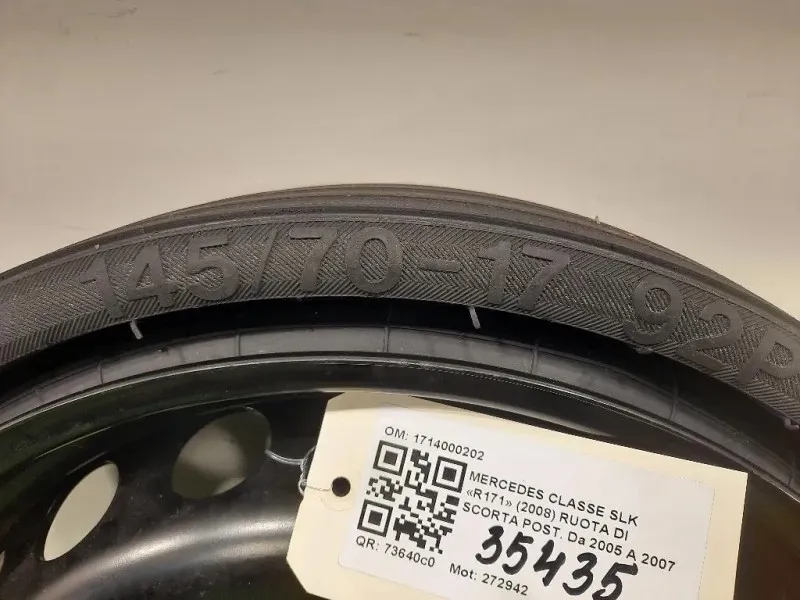 145/70-17 92P
OM: 1714000202
MERCEDES CLASSE SLK
«R171» (2008) RUOTA DI
SCORTA POST. Da 2005 A 2007
35435
QR: 73640c0
Mot: 272942